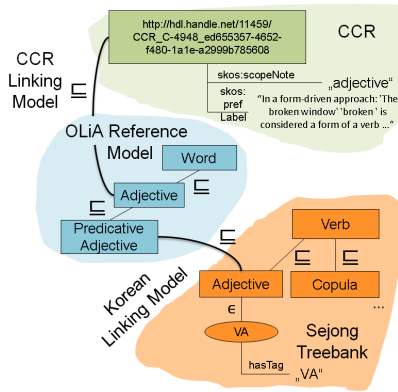 http://hdl.handle.net/11459/
CCR_C-4948_ed655357-4652-
f480-1a1e-a2999b785608
CCR
CCR
Linking
Model
⊑
skos:scopeNote
„adjective“
skos:
pref
Label
“In a form-driven approach: 'The
broken window' 'broken' is
considered a form of a verb ...”
OLiA Reference
Model
Word
⊑
Adjective
⊑
Predicative
Adjective
⊑
Korean
Linking Model
Verb
⊑
⊑
Adjective
Copula
...
∈
VA
Sejong
Treebank
hasTag
„VA“